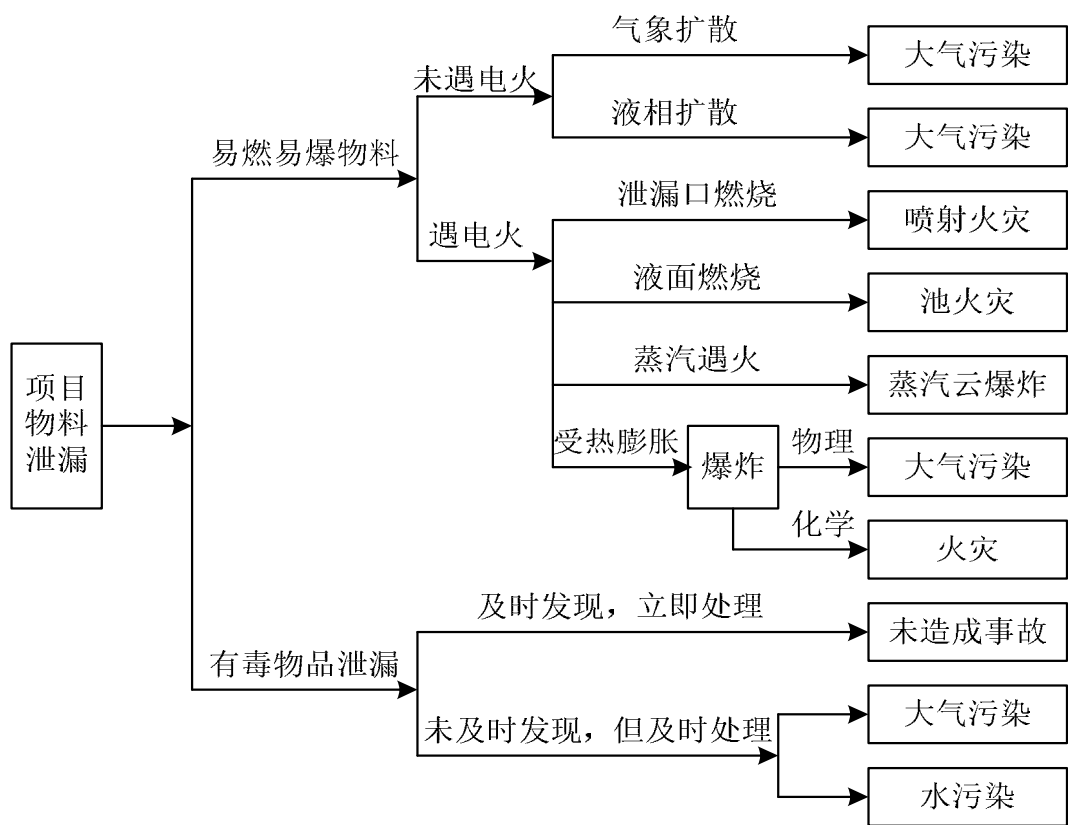 气象扩散
大气污染
未遇电火
液相扩散
大气污染
易燃易爆物料
泄漏口燃烧
喷射火灾
遇电火
液面燃烧
池火灾
蒸汽遇火
蒸汽云爆炸
项目
物料
泄漏
受热膨胀
爆炸
物理
大气污染
化学
火灾
及时发现，立即处理
未造成事故
有毒物品泄漏
大气污染
未及时发现，但及时处理
水污染